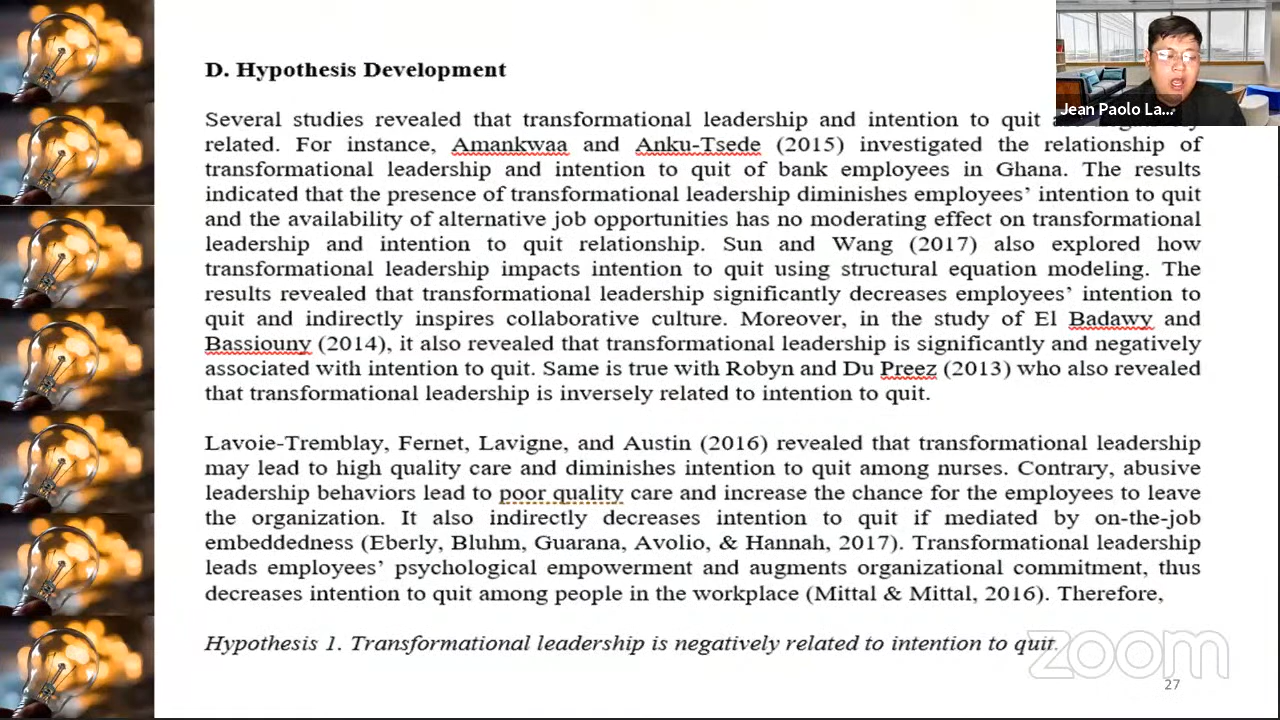 D. Hypothesis Development
Jean Paolo La...
Several studies revealed that transformational leadership and intention to quit
related. For instance, Amankwaa and Anku-Tsede (2015) investigated the relationship of
transformational leadership and intention to quit of bank employees in Ghana. The results
indicated that the presence of transformational leadership diminishes employees’ intention to quit
and the availability of alternative job opportunities has no moderating effect on transformational
leadership and intention to quit relationship. Sun and Wang (2017) also explored how
transformational leadership impacts intention to quit using structural equation modeling. The
results revealed that transformational leadership significantly decreases employees’ intention to
quit and indirectly inspires collaborative culture. Moreover, in the study of El Badawy and
Bassiouny (2014), it also revealed that transformational leadership is significantly and negatively
associated with intention to quit. Same is true with Robyn and Du Preez (2013) who also revealed
that transformational leadership is inversely related to intention to quit.
Lavoie-Tremblay, Fernet, Lavigne, and Austin (2016) revealed that transformational leadership
may lead to high quality care and diminishes intention to quit among nurses. Contrary, abusive
leadership behaviors lead to poor quality care and increase the chance for the employees to leave
the organization. It also indirectly decreases intention to quit if mediated by on-the-job
embeddedness (Eberly, Bluhm, Guarana, Avolio, & Hannah, 2017). Transformational leadership
leads employees’ psychological empowerment and augments organizational commitment, thus
decreases intention to quit among people in the workplace (Mittal & Mittal, 2016). Therefore,
Hypothesis 1. Transformational leadership is negatively related to intention to quit.
zoom
27